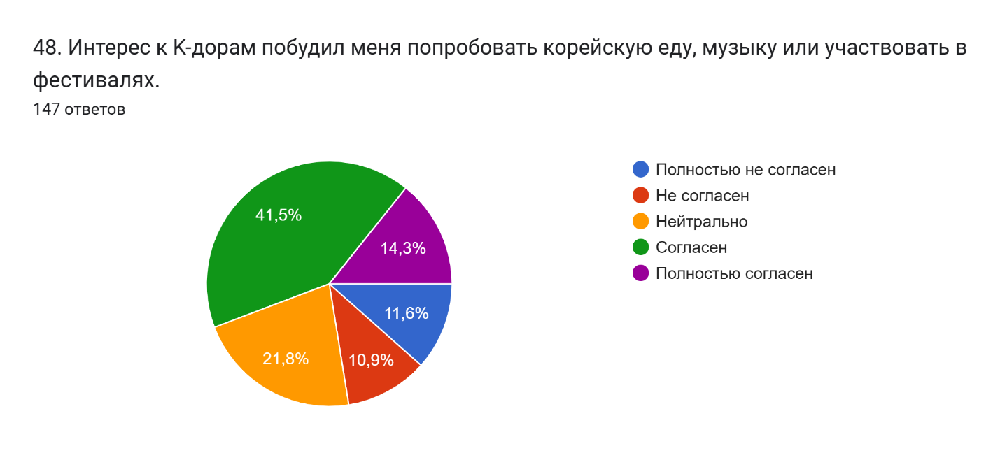 48. Интерес к K-дорам побудил меня попробовать корейскую еду, музыку или участвовать в
фестивалях.
147 ответов
41,5%
14,3%
11,6%
10,9%
21,8%
Полностью не согласен
Не согласен
Нейтрально
Согласен
Полностью согласен